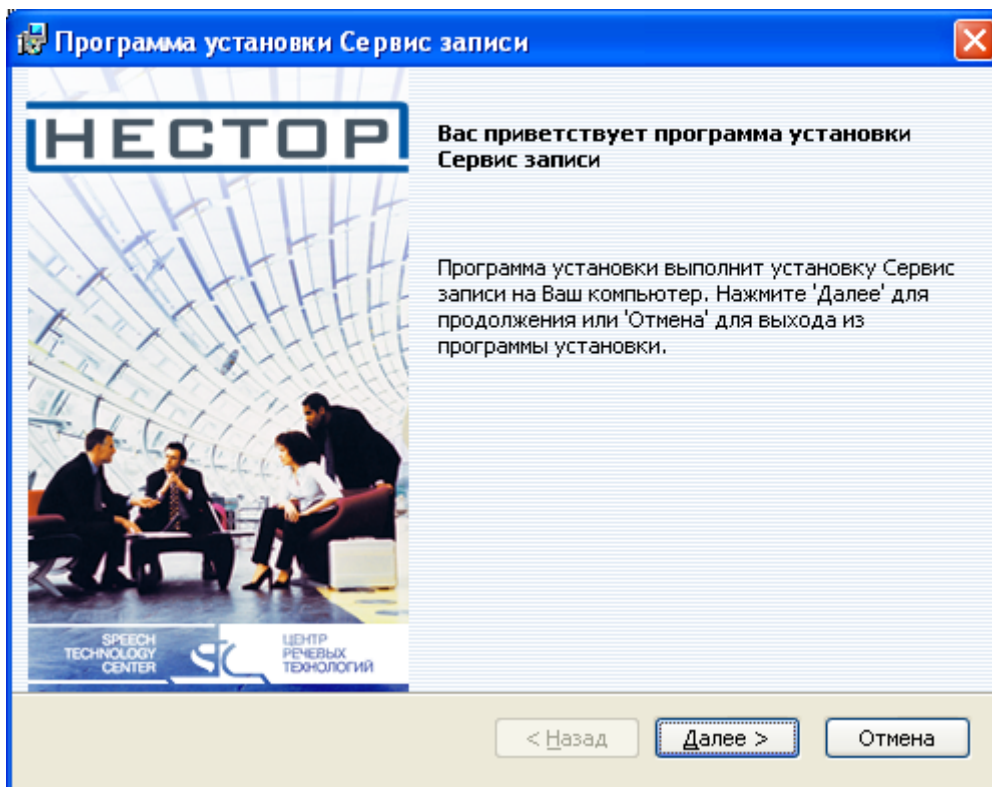 Программа установки Сервис записи
НЕСТОР
Вас приветствует программа установки
Сервис записи
Программа установки выполнит установку Сервис
записи на Ваш компьютер. Нажмите 'Далее' для
продолжения или 'Отмена' для выхода из
программы установки.
SPEECH
TECHNOLOGY
CENTER
ЦЕНТР
РЕЧЕВЫХ
ТЕХНОЛОГИЙ
< Назад
Далее >
Отмена